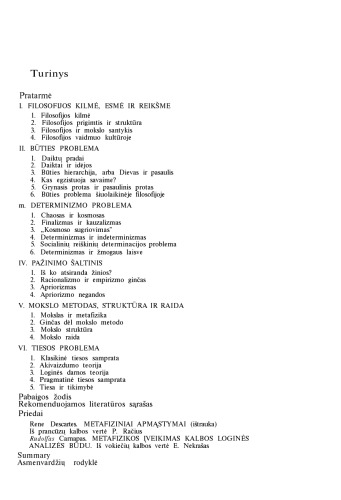 Turinys
Pratarmė
I. FILOSOFIJOS KILMĖ, ESMĖ IR REIKŠMĖ
1. Filosofijos kilmė
2. Filosofijos prigimtis ir struktūra
3. Filosofijos ir mokslo santykis
4. Filosofijos vaidmuo kultūroje
II. BŪTIES PROBLEMA
1. Daiktų pradai
2. Daiktai ir idėjos
3. Būties hierarchija, arba Dievas ir pasaulis
4. Kas egzistuoja savaime?
5. Grynasis protas ir pasaulinis protas
6. Būties problema šiuolaikinėje filosofijoje
m. DETERMINIZMO PROBLEMA
1. Chaosas ir kosmosas
2. Finalizmas ir kauzalizmas
3. „Kosmoso sugriovimas"
4. Determinizmas ir indeterminizmas
5. Socialinių reiškinių determinacijos problema
6. Determinizmas ir žmogaus laisvė
IV. PAŽINIMO ŠALTINIS
1. Iš ko atsiranda žinios?
2. Racionalizmo ir empirizmo ginčas
3. Apriorizmas
4. Apriorizmo negandos
V. MOKSLO METODAS, STRUKTŪRA IR RAIDA
1. Mokslas ir metafizika
2. Ginčas dėl mokslo metodo
3. Mokslo struktūra
4. Mokslo raida
VI. TIESOS PROBLEMA
1. Klasikinė tiesos samprata
2. Akivaizdumo teorija
3. Loginės darnos teorija
4. Pragmatinė tiesos samprata
5. Tiesa ir tikimybė
Pabaigos žodis
Rekomenduojamos literatūros sąrašas
Priedai
Rene Descartes. METAFIZINIAI APMĄSTYMAI (ištrauka)
Iš prancūzų kalbos vertė P. Račius
Rudolfas Carnapas. METAFIZIKOS ĮVEIKIMAS KALBOS LOGINĖS
ANALIZĖS BŪDU. Iš vokiečių kalbos vertė E. Nekrašas
Summary
Asmenvardžių rodyklė